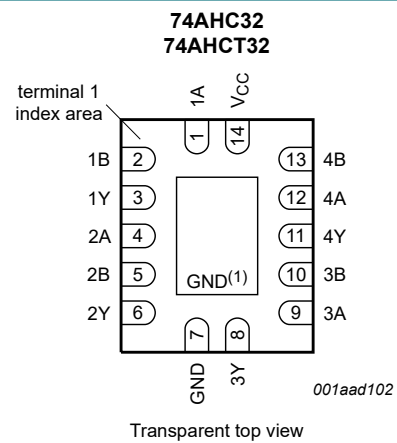 74AHC32
74AHCT32
terminal 1
index area
1A
VCC
1
14
1B 2
13 4B
1Y 3
12 4A
2A 4
11 4Y
2B 5
10 3B
2Y 6
9 3A
GND(1)
7
8
GND
3Y
001aad102
Transparent top view